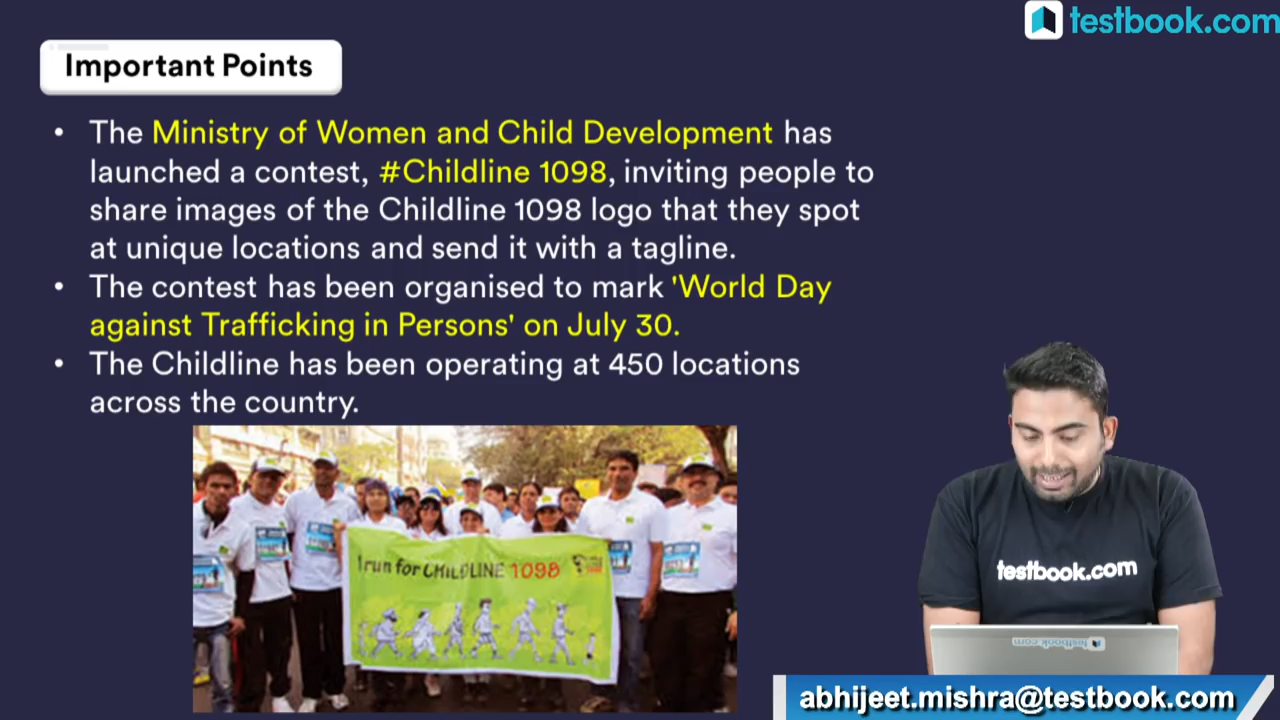 testbook.com
Important Points
• The Ministry of Women and Child Development has
launched a contest, #Childline 1098, inviting people to
share images of the Childline 1098 logo that they spot
at unique locations and send it with a tagline.
• The contest has been organised to mark 'World Day
against Trafficking in Persons' on July 30.
• The Childline has been operating at 450 locations
across the country.
I run for CHILDLINE 1098
testbook.com
testbook.com
abhijeet.mishra@testbook.com